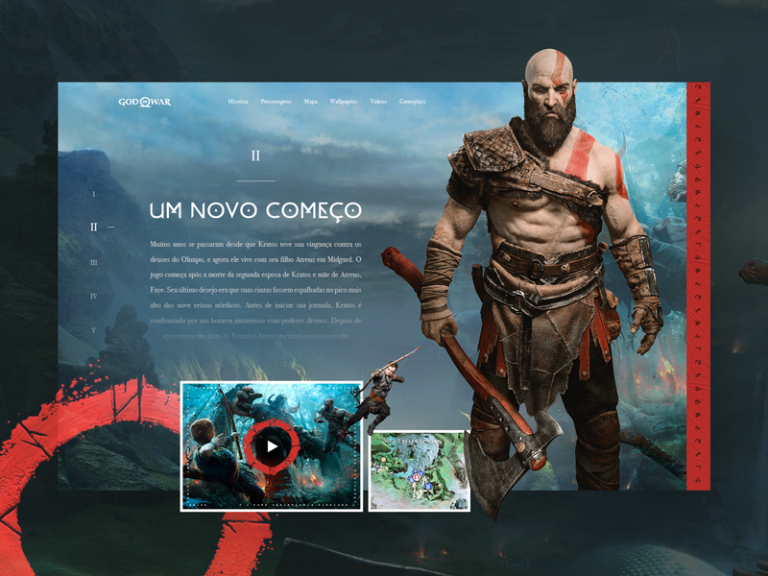 GOD OF WAR
História Personagens Mapa Wallpapers Videos Gameplays
II
I
II
III
IV
V
UM NOVO COMEÇO
Muitos anos se passaram desde que Kratos teve sua vingança contra os
deuses do Olimpo, e agora ele vive com seu filho Atreus em Midgard. O
jogo começa após a morte da segunda esposa de Kratos e mãe de Atreus,
Faye. Seu último desejo era que suas cinzas fossem espalhadas no pico mais
alto dos nove reinos nórdicos. Antes de iniciar sua jornada, Kratos é
confrontado por um homem misterioso com poderes divinos. Depois de